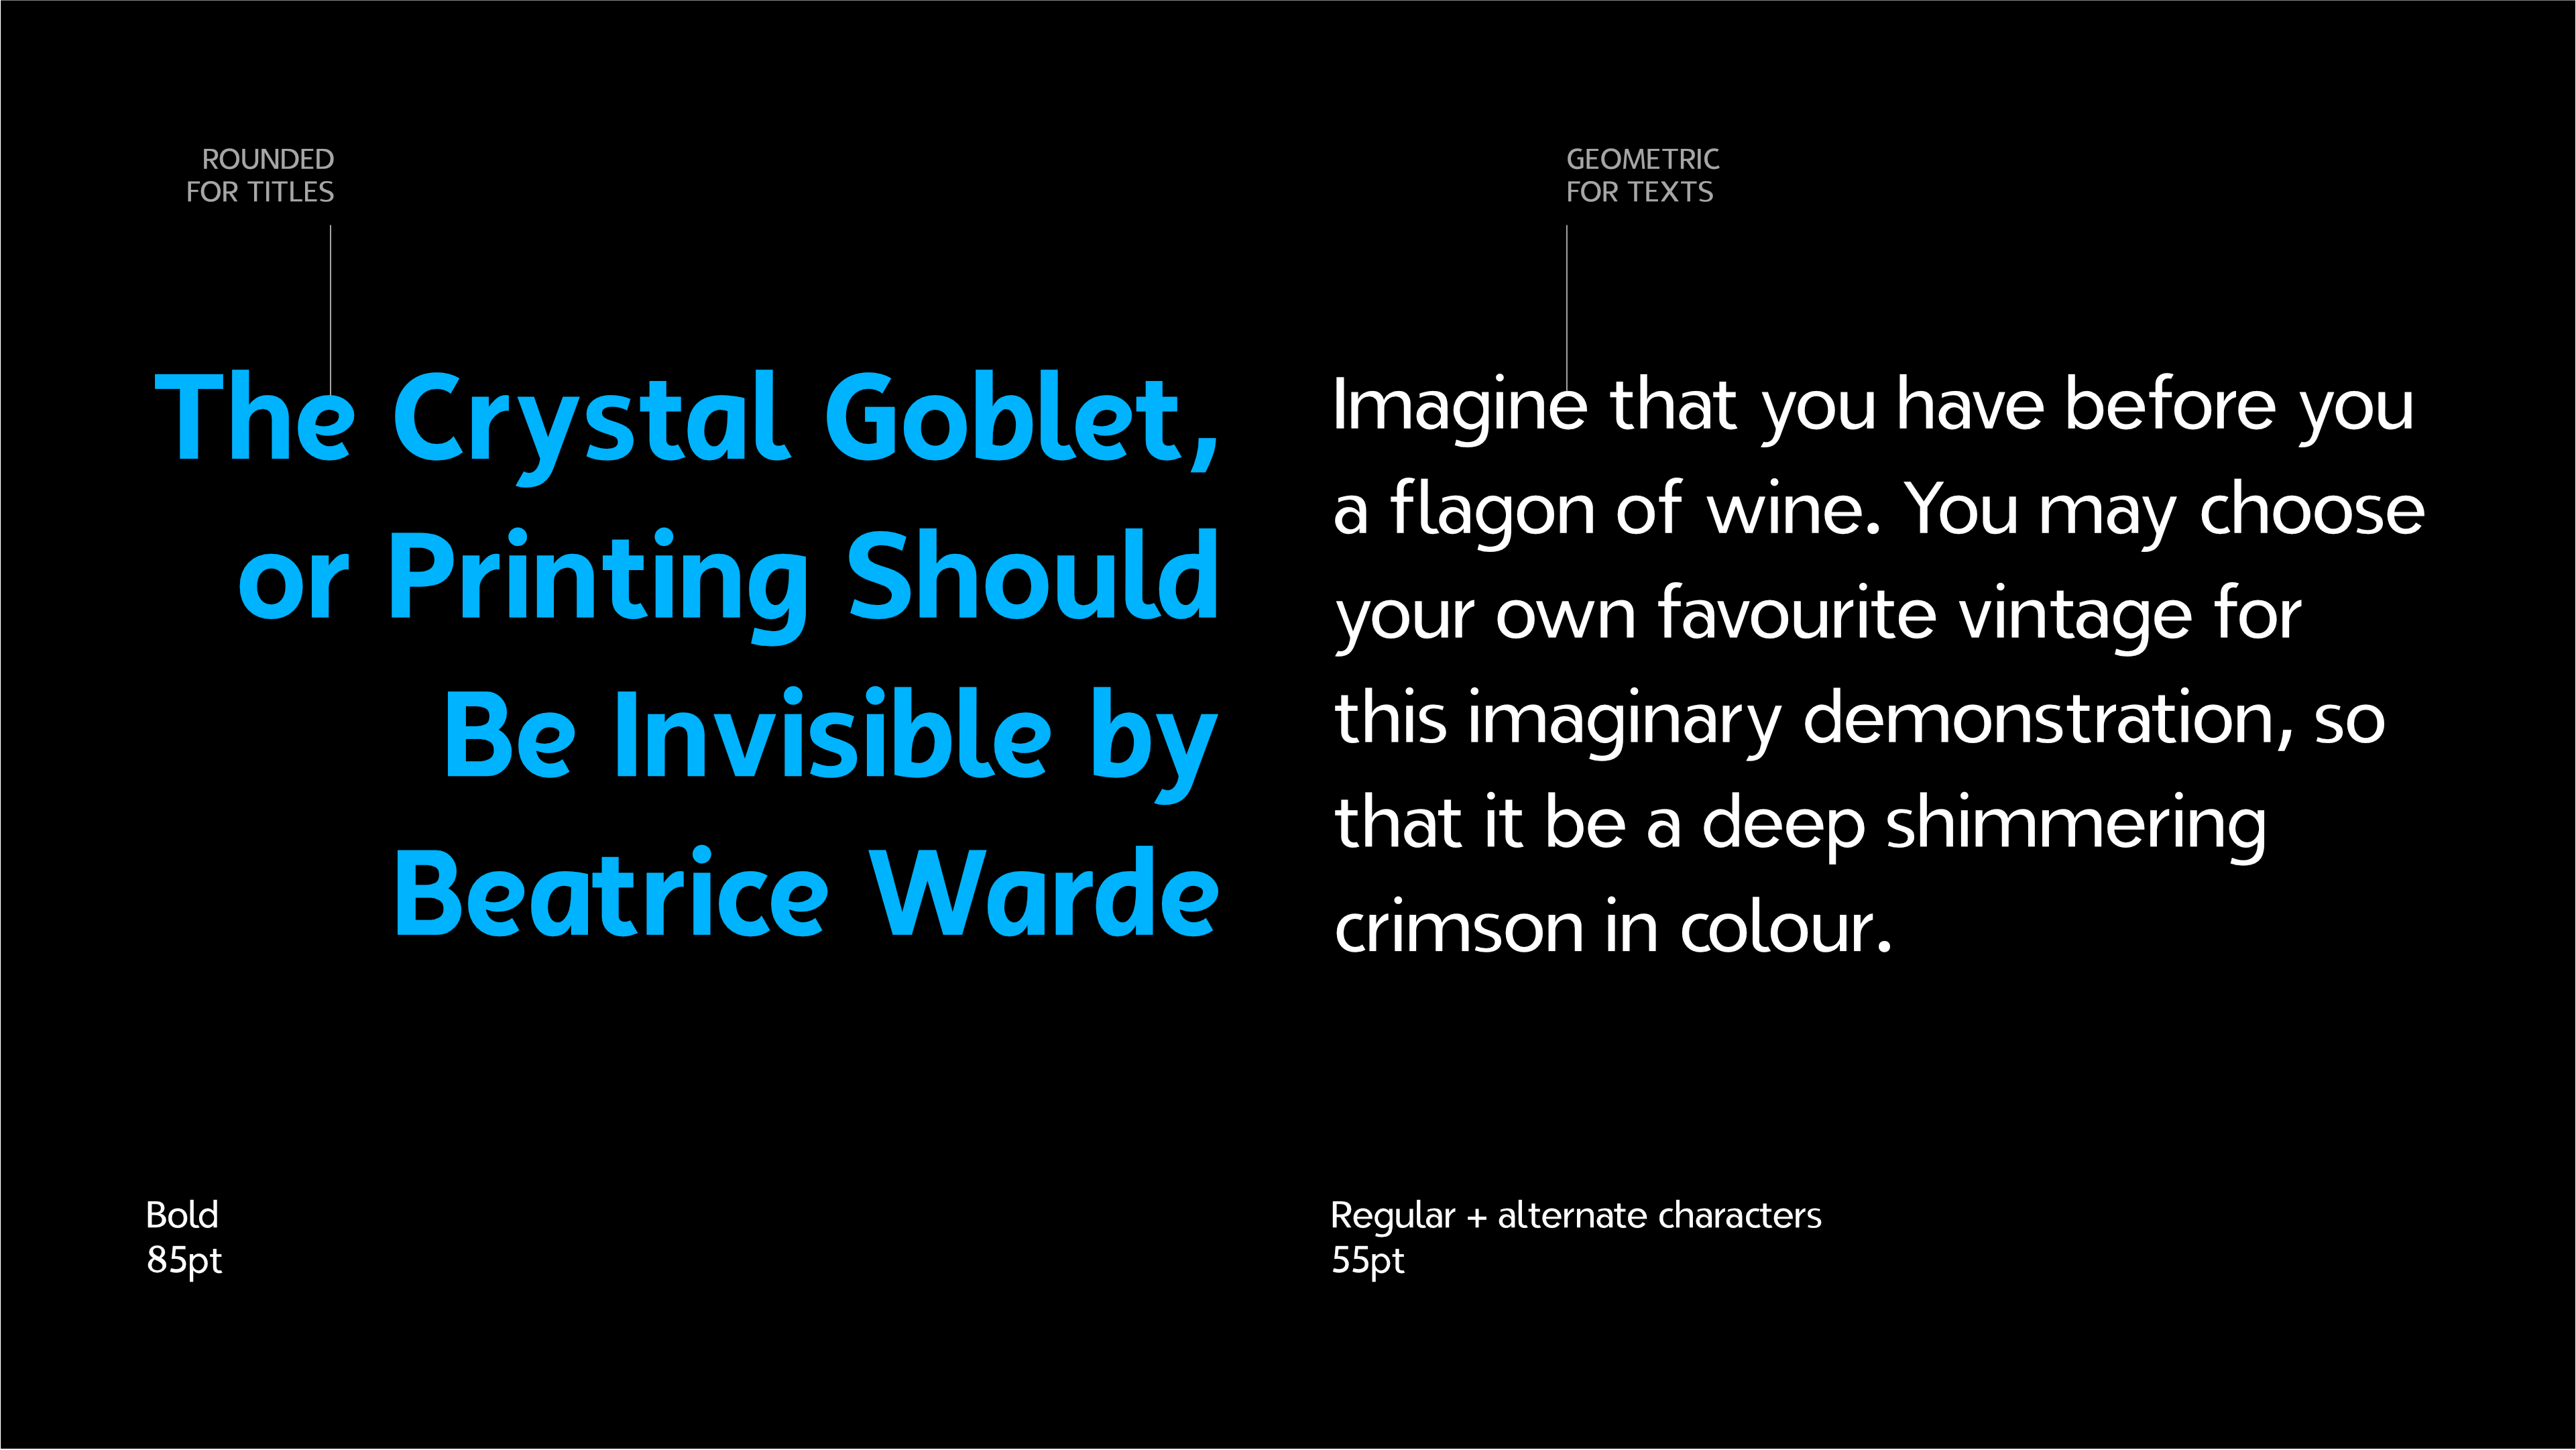 ROUNDED
FOR TITLES
The Crystal Goblet,
or Printing Should
Be Invisible by
Beatrice Warde
Bold
85pt
GEOMETRIC
FOR TEXTS
Imagine that you have before you
a flagon of wine. You may choose
your own favourite vintage for
this imaginary demonstration, so
that it be a deep shimmering
crimson in colour.
Regular + alternate characters
55pt